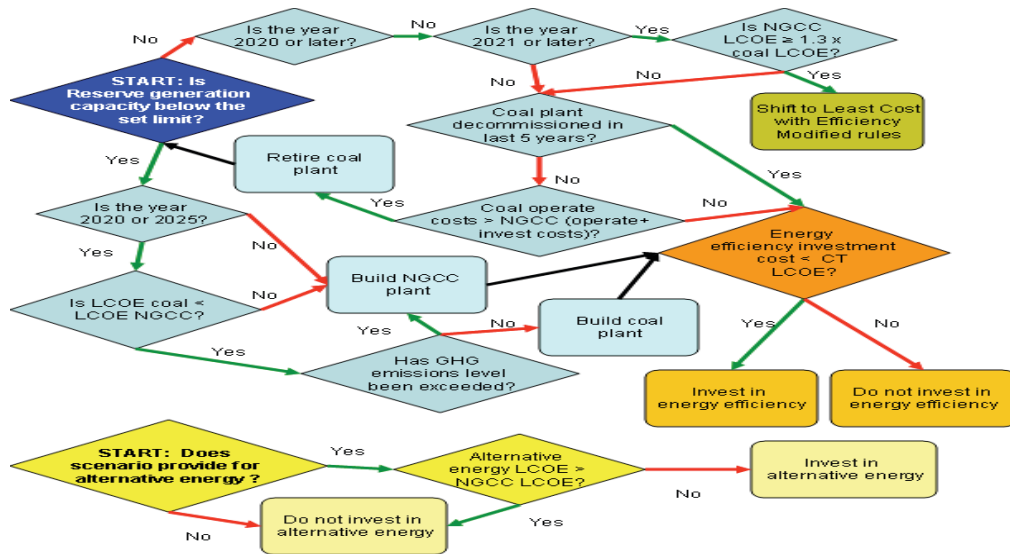 Is the year
2020 or later?
No
Is the year
2021 or later?
Yes
Is NGCC
LCOE ≥ 1.3 x
coal LCOE?
No
START: Is
Reserve generation
capacity below the
set limit?
No
No
Yes
Shift to Least Cost
with Efficiency
Modified rules
Coal plant
decommissioned in
last 5 years?
Yes
Retire coal
plant
Yes
No
Yes
Is the year
2020 or 2025?
Coal operate
costs > NGCC (operate+
invest costs)?
No
Energy
efficiency investment
cost < CT
LCOE?
Yes
No
Build NGCC
plant
Is LCOE coal <
LCOE NGCC?
No
Yes
No
Build coal
plant
Yes
Has GHG
emissions level
been exceeded?
Yes
No
Invest in
energy efficiency
Do not invest in
energy efficiency
START: Does
scenario provide for
alternative energy ?
Yes
Alternative
energy LCOE >
NGCC LCOE?
No
Invest in
alternative energy
No
Do not invest in
alternative energy
Yes